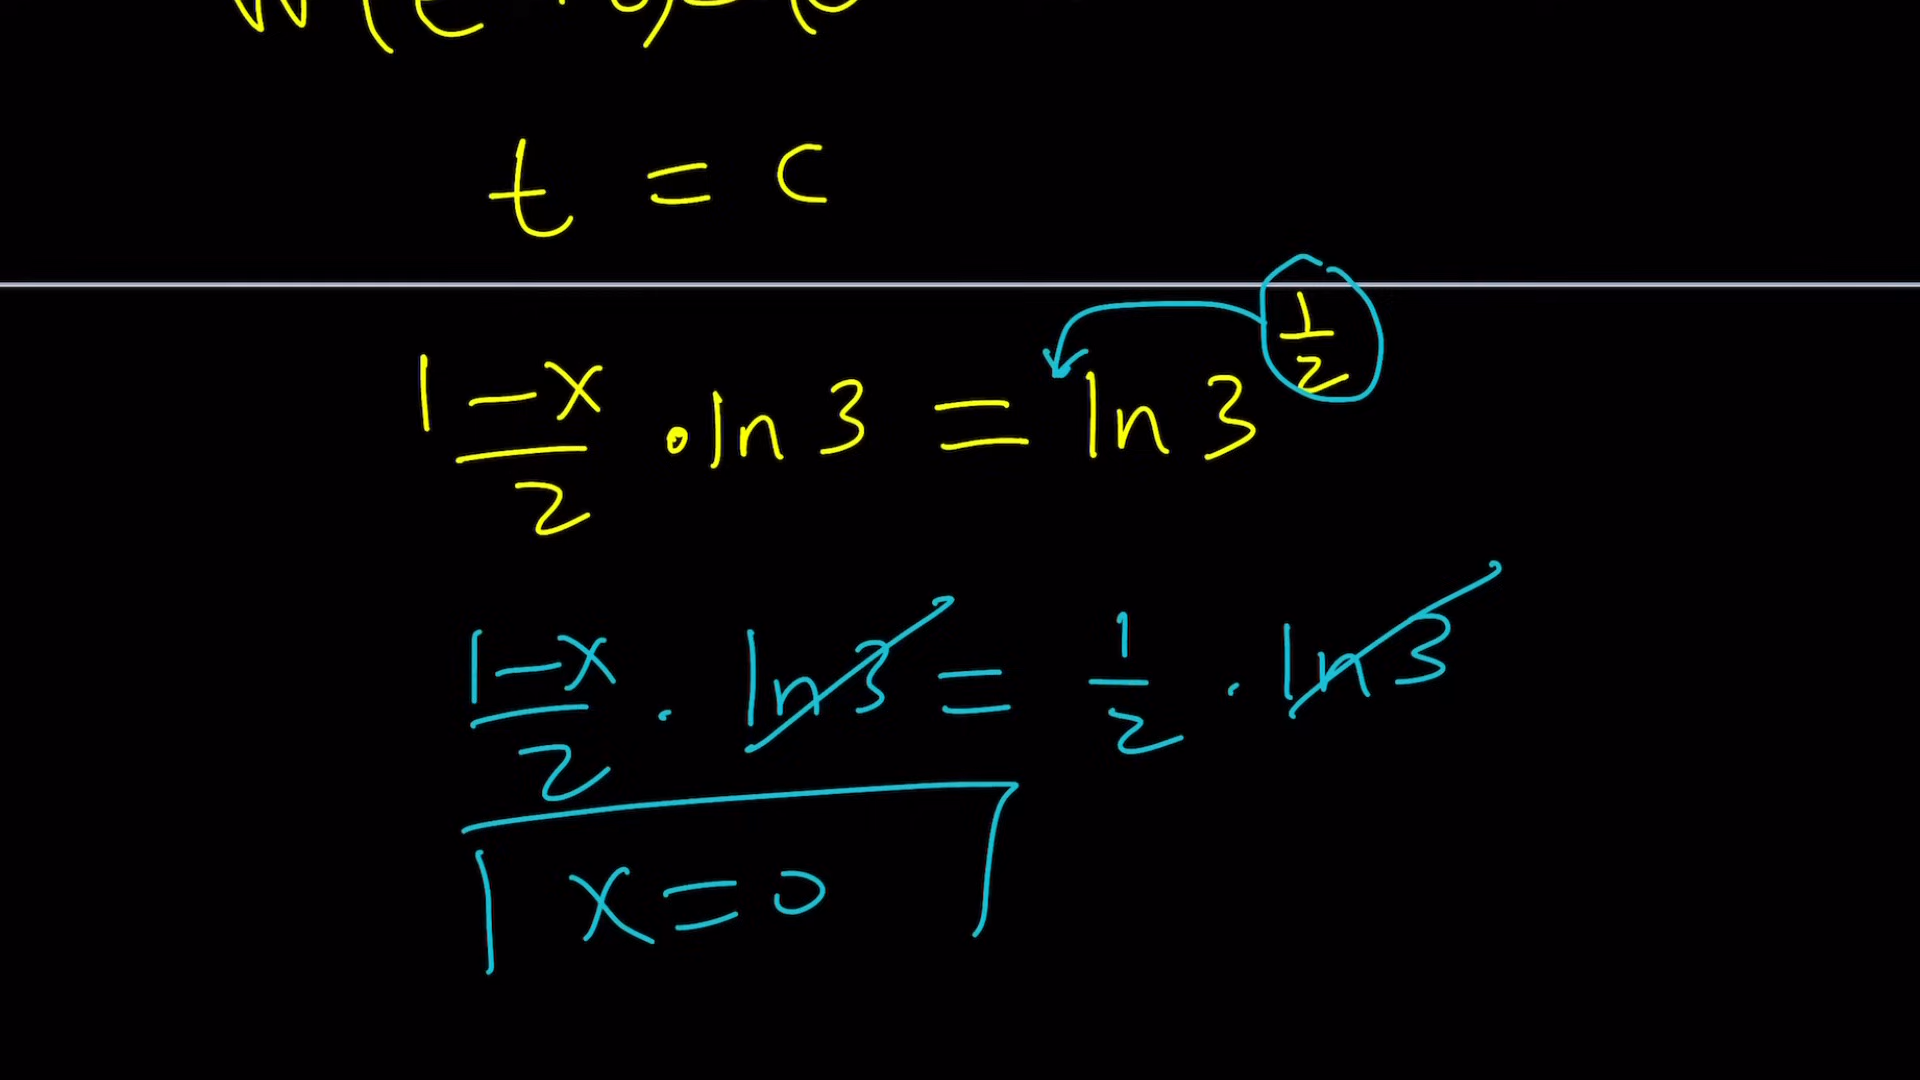 t = c
(1-x)/2 · ln 3 = ln 3^(1/2)
(1-x)/2 · ln 3 = 1/2 · ln 3
x = 0